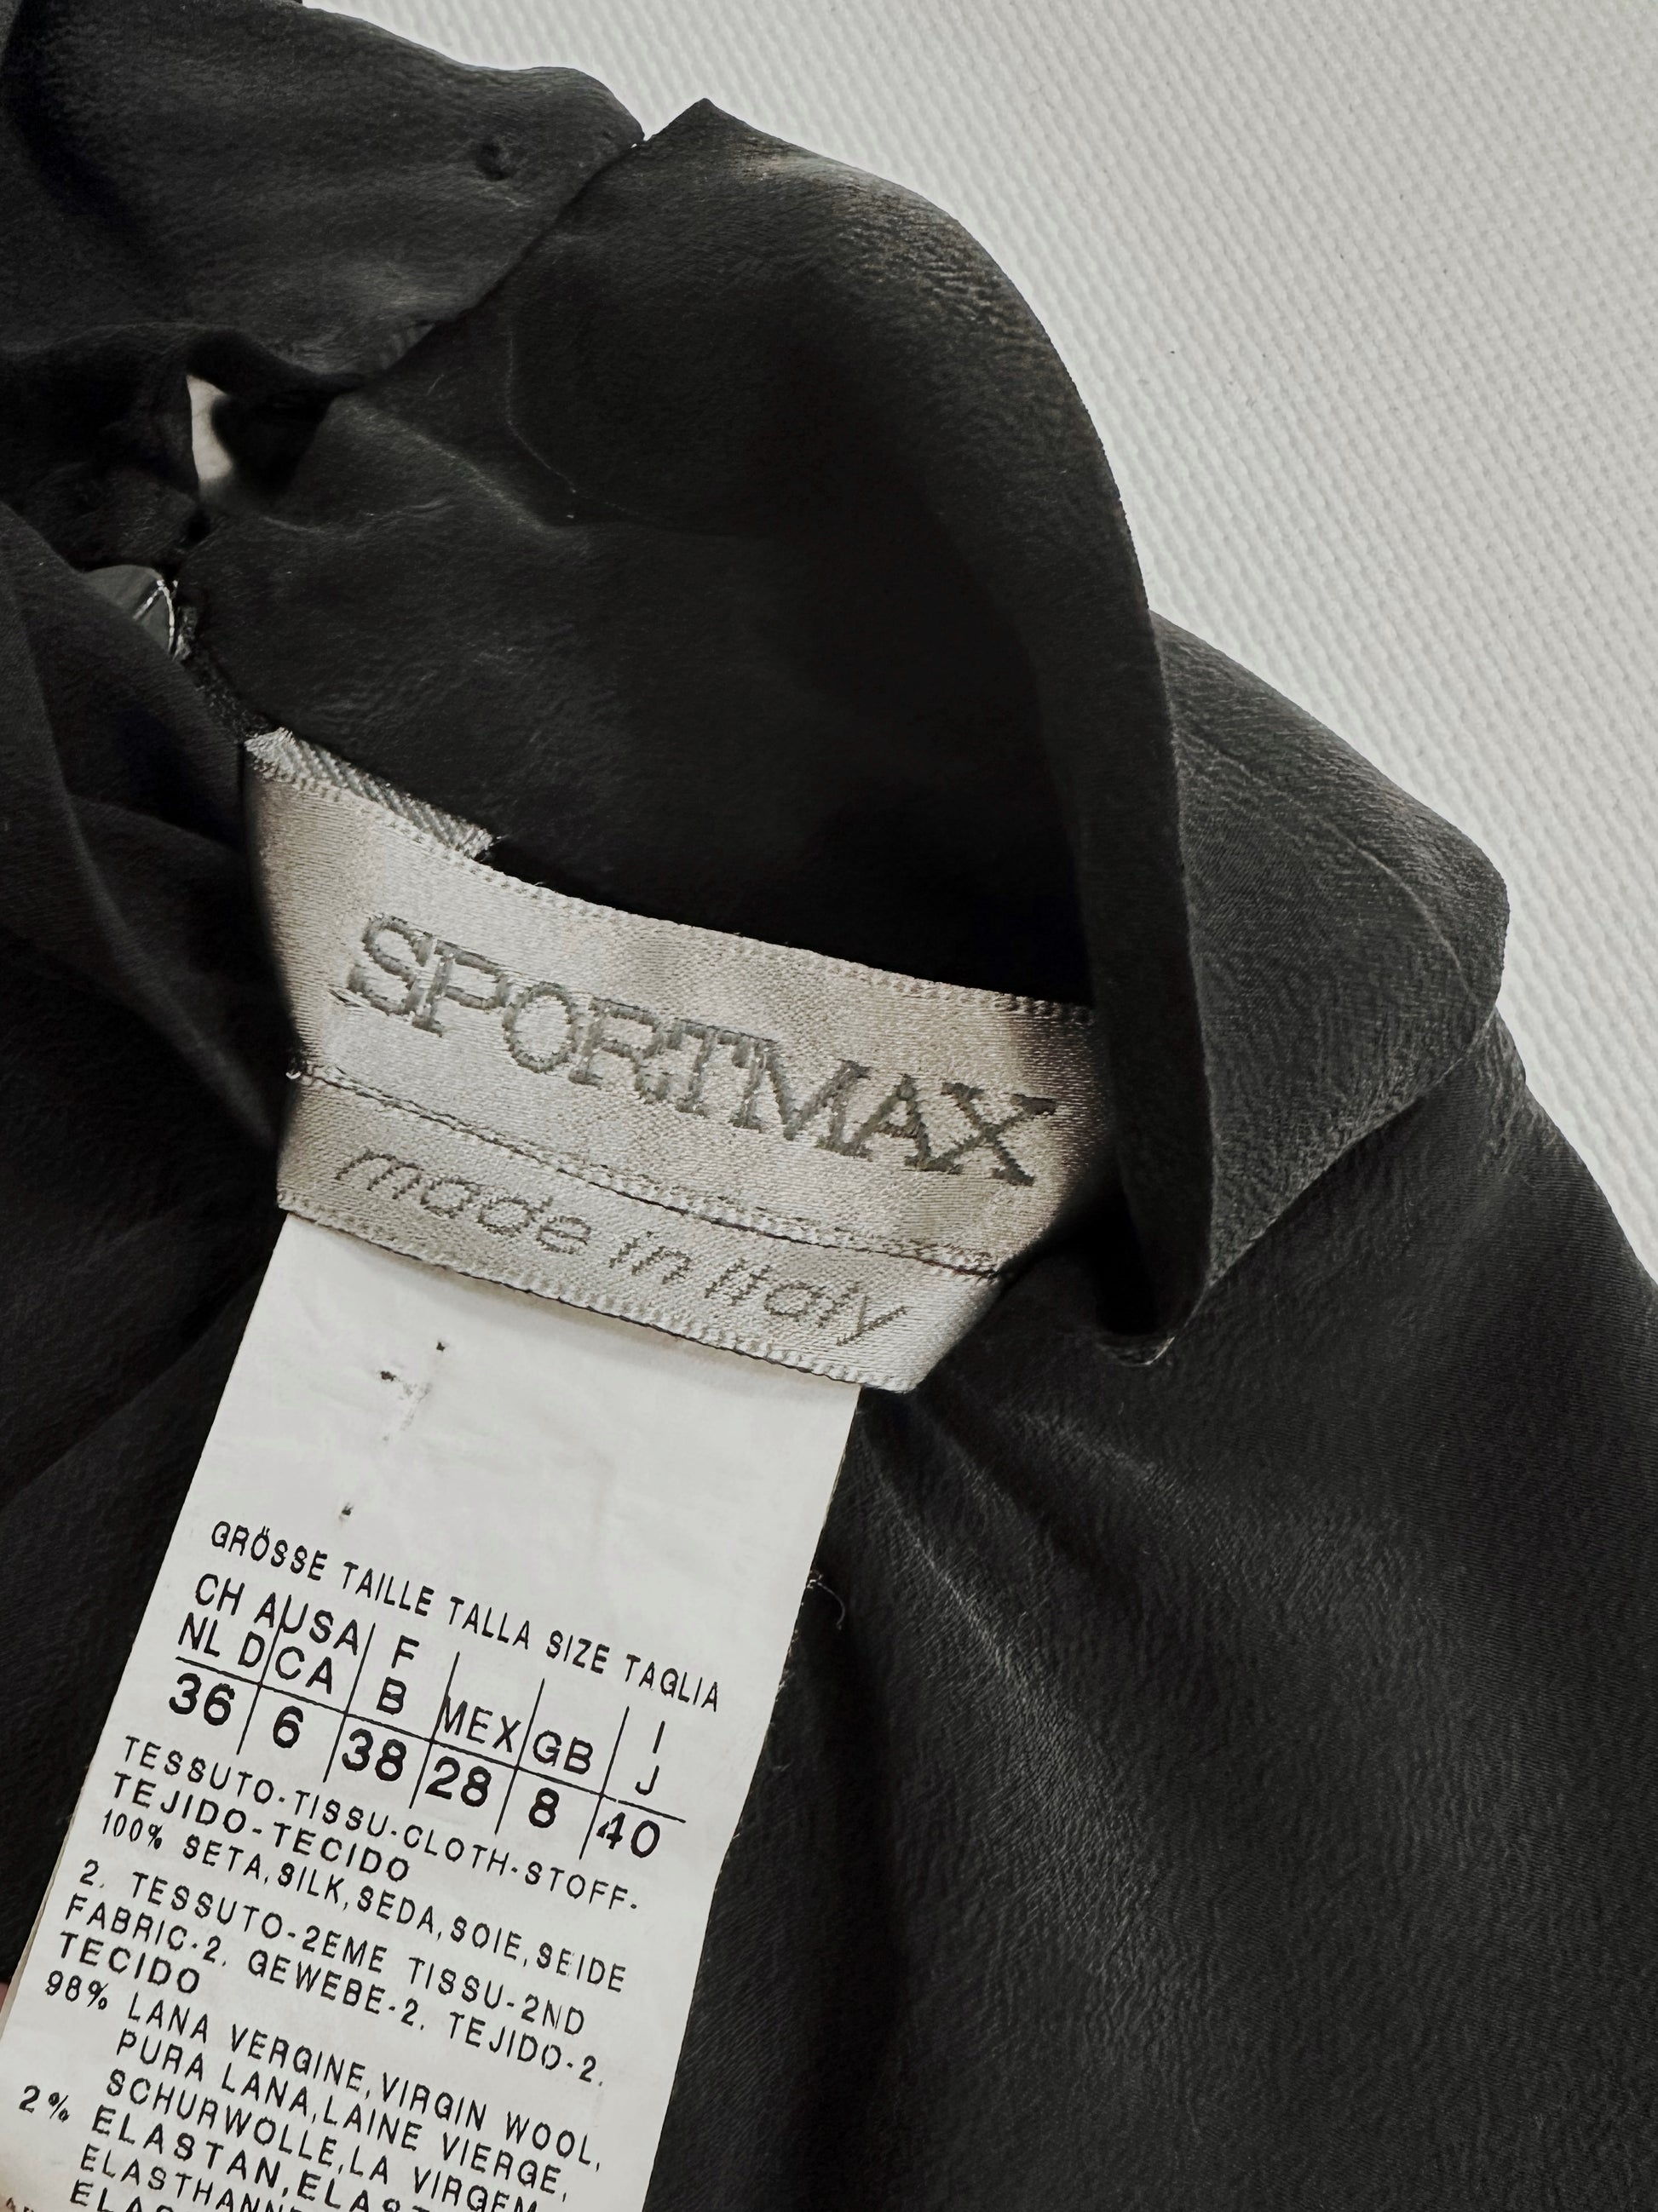 SPORTMAX
made in Italy
GRÖSSE TAILLE TALLA SIZE TAGLIA
CH A USA F I
NL D CA B MEX GB J
36 6 38 28 8 40
TESSUTO-TISSU-CLOTH-STOFF-
TEJIDO-TECIDO
100% SETA,SILK,SEDA,SOIE,SEIDE
2. TESSUTO-2EME TISSU-2ND
FABRIC-2. GEWEBE-2. TEJIDO-2.
TECIDO
98% LANA VERGINE,VIRGIN WOOL,
PURA LANA,LAINE VIERGE,
SCHURWOLLE,LA VIRGEM
2% ELASTAN,